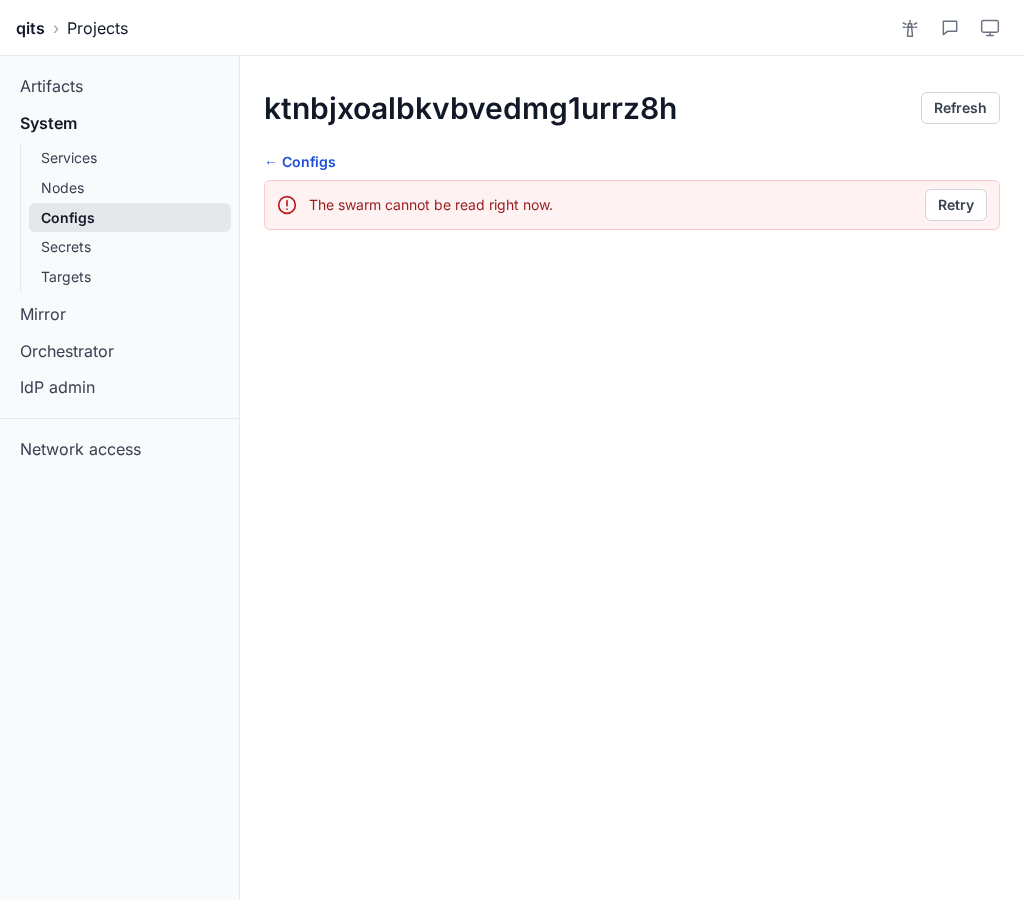 qits › Projects
Artifacts
System
Services
Nodes
Configs
Secrets
Targets
Mirror
Orchestrator
IdP admin
Network access
ktnbjxoalbkvbvedmg1urrz8h
Refresh
← Configs
The swarm cannot be read right now.
Retry